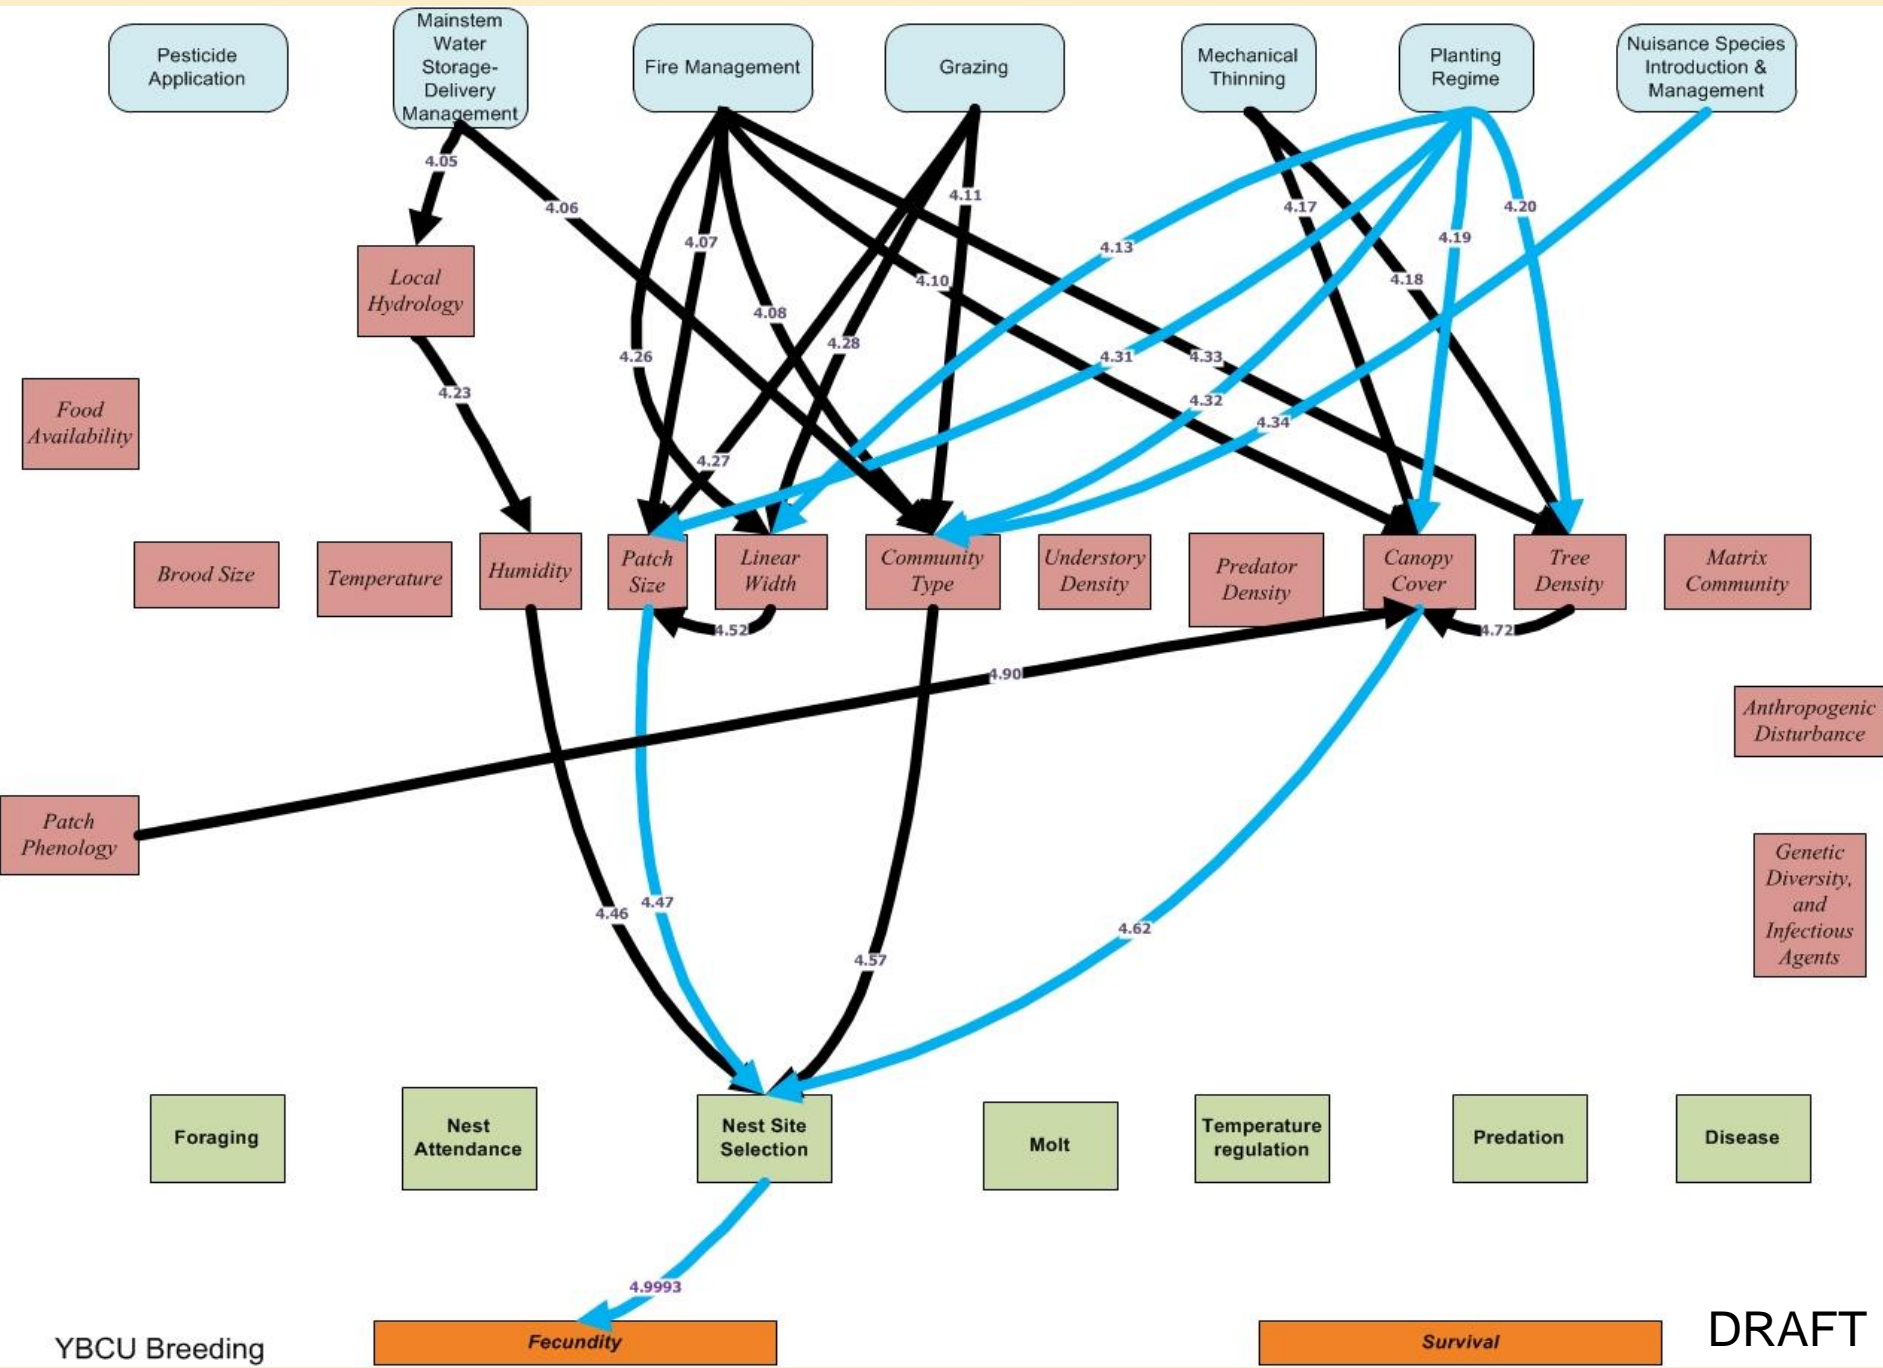 Pesticide
Application
Mainstem
Water
Storage-
Delivery
Management
Fire Management
Grazing
Mechanical
Thinning
Planting
Regime
Nuisance Species
Introduction &
Management
4.05
4.06
4.07
4.08
4.10
4.11
4.13
4.17
4.18
4.19
4.20
Local
Hydrology
4.23
4.26
4.27
4.28
4.31
4.32
4.33
4.34
Food
Availability
Brood Size
Temperature
Humidity
Patch
Size
Linear
Width
Community
Type
Understory
Density
Predator
Density
Canopy
Cover
Tree
Density
Matrix
Community
4.52
4.72
4.90
Anthropogenic
Disturbance
Patch
Phenology
Genetic
Diversity,
and
Infectious
Agents
4.46
4.47
4.57
4.62
Foraging
Nest
Attendance
Nest Site
Selection
Molt
Temperature
regulation
Predation
Disease
4.9993
YBCU Breeding
Fecundity
Survival
DRAFT